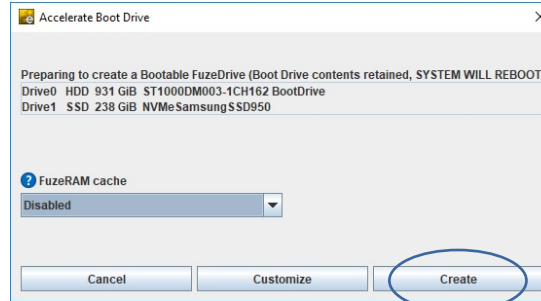 Accelerate Boot Drive
Preparing to create a Bootable FuzeDrive (Boot Drive contents retained, SYSTEM WILL REBOOT
Drive0 HDD 931 GiB ST1000DM003-1CH162 BootDrive
Drive1 SSD 238 GiB NVMeSamsungSSD950
? FuzeRAM cache
Disabled
Cancel Customize Create